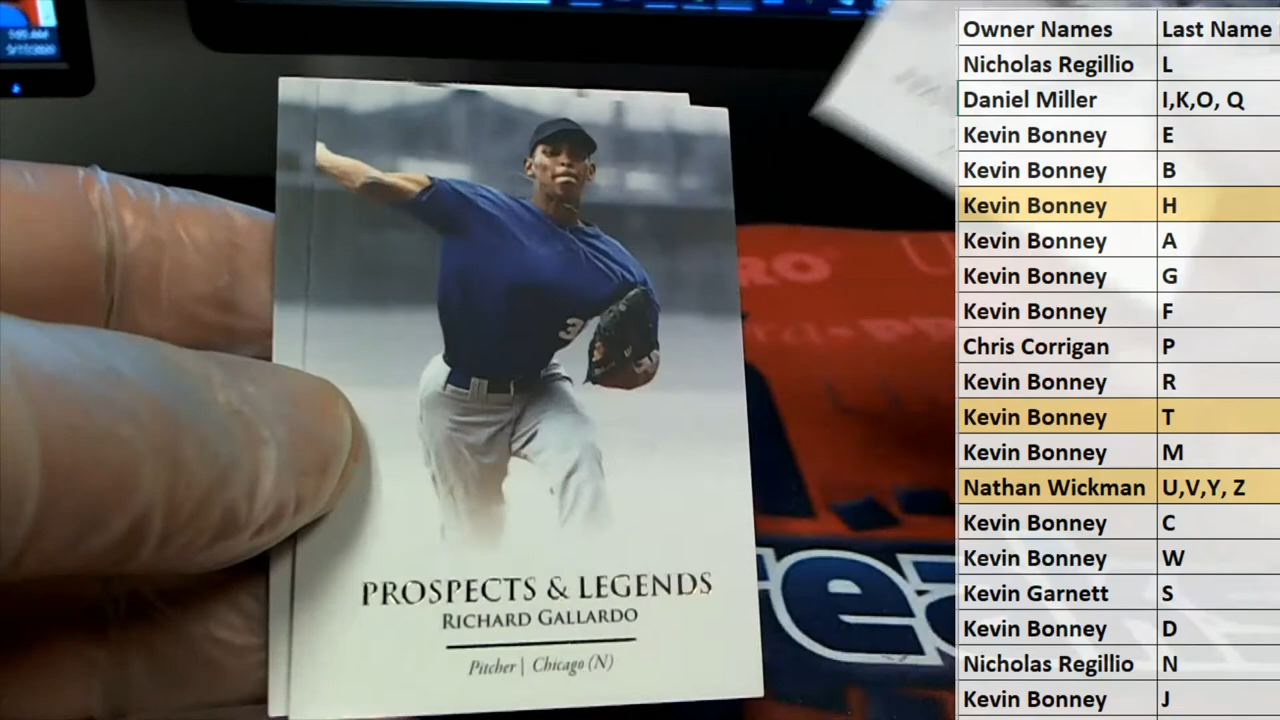 PROSPECTS & LEGENDS
RICHARD GALLARDO
Pitcher | Chicago (N)
Owner Names Last Name
Nicholas Regillio L
Daniel Miller I,K,O, Q
Kevin Bonney E
Kevin Bonney B
Kevin Bonney H
Kevin Bonney A
Kevin Bonney G
Kevin Bonney F
Chris Corrigan P
Kevin Bonney R
Kevin Bonney T
Kevin Bonney M
Nathan Wickman U,V,Y, Z
Kevin Bonney C
Kevin Bonney W
Kevin Garnett S
Kevin Bonney D
Nicholas Regillio N
Kevin Bonney J